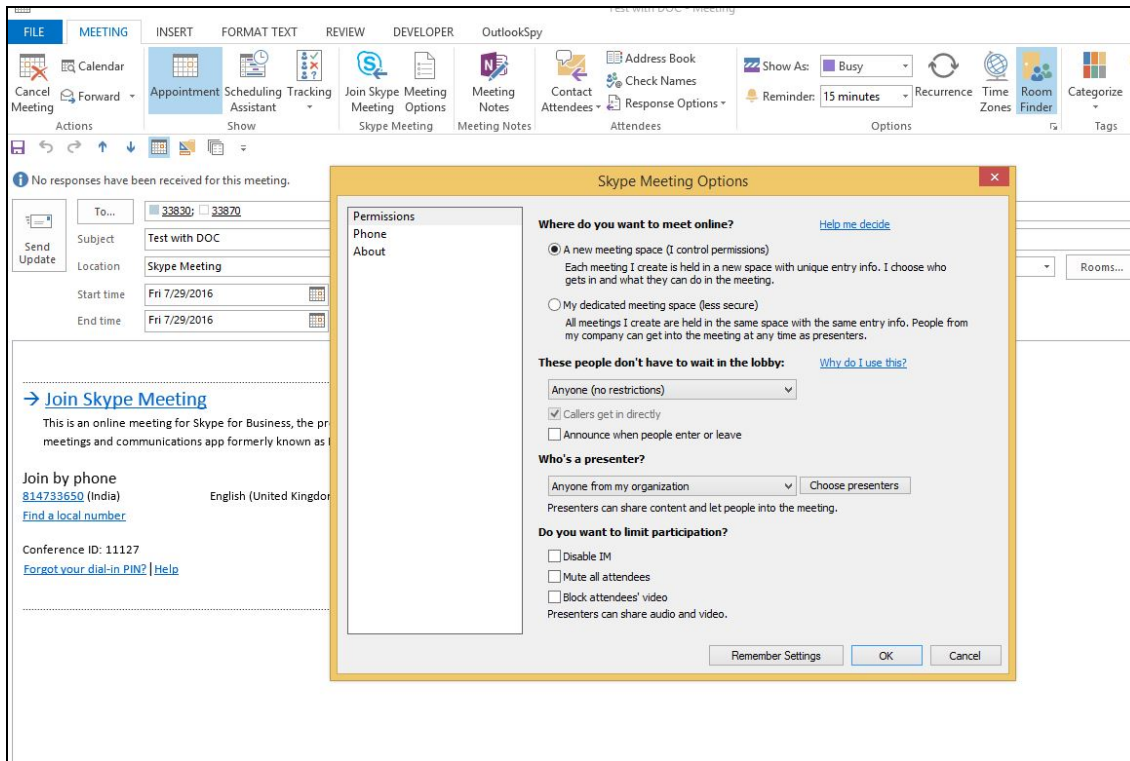 Test with DOC - Meeting
FILE MEETING INSERT FORMAT TEXT REVIEW DEVELOPER OutlookSpy
Cancel Meeting
Calendar
Forward
Actions
Appointment
Scheduling Assistant
Tracking
Show
Join Skype Meeting
Meeting Options
Skype Meeting
Meeting Notes
Meeting Notes
Contact Attendees
Address Book
Check Names
Response Options
Attendees
Show As: Busy
Reminder: 15 minutes
Recurrence
Time Zones
Room Finder
Options
Categorize
Tags
No responses have been received for this meeting.
Send Update
To... 33830; 33870
Subject Test with DOC
Location Skype Meeting
Rooms...
Start time Fri 7/29/2016
End time Fri 7/29/2016
→ Join Skype Meeting
This is an online meeting for Skype for Business, the pr
meetings and communications app formerly known as
Join by phone
814733650 (India) English (United Kingdo
Find a local number
Conference ID: 11127
Forgot your dial-in PIN? | Help
Skype Meeting Options
Permissions
Phone
About
Where do you want to meet online? Help me decide
A new meeting space (I control permissions)
Each meeting I create is held in a new space with unique entry info. I choose who
gets in and what they can do in the meeting.
My dedicated meeting space (less secure)
All meetings I create are held in the same space with the same entry info. People from
my company can get into the meeting at any time as presenters.
These people don't have to wait in the lobby: Why do I use this?
Anyone (no restrictions)
Callers get in directly
Announce when people enter or leave
Who's a presenter?
Anyone from my organization Choose presenters
Presenters can share content and let people into the meeting.
Do you want to limit participation?
Disable IM
Mute all attendees
Block attendees' video
Presenters can share audio and video.
Remember Settings OK Cancel